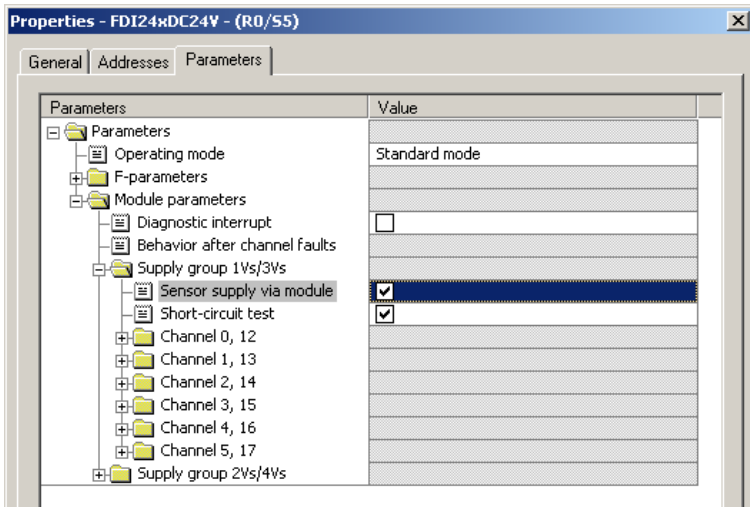 Properties - FDI24xDC24V - (R0/S5)
General Addresses Parameters
Parameters Value
Parameters
Operating mode Standard mode
F-parameters
Module parameters
Diagnostic interrupt
Behavior after channel faults
Supply group 1Vs/3Vs
Sensor supply via module
Short-circuit test
Channel 0, 12
Channel 1, 13
Channel 2, 14
Channel 3, 15
Channel 4, 16
Channel 5, 17
Supply group 2Vs/4Vs